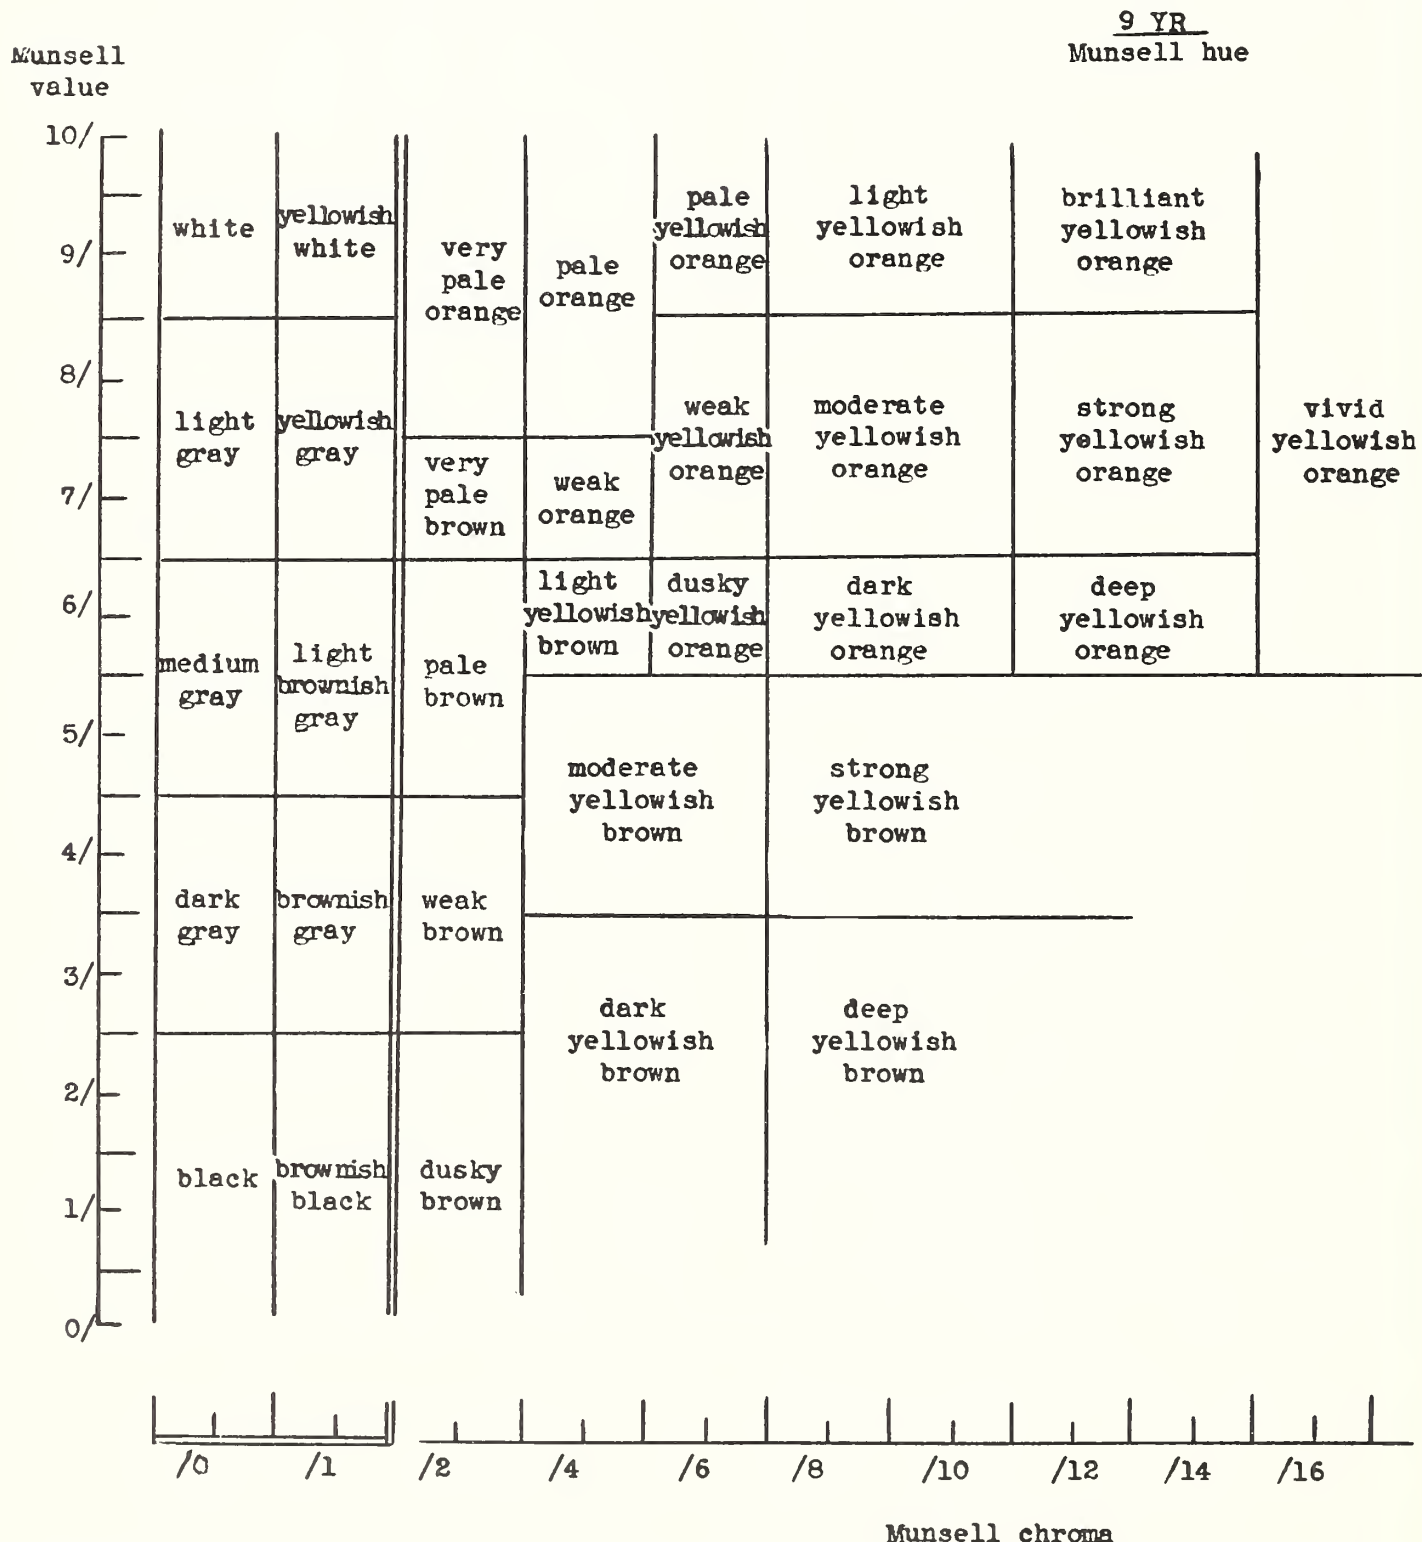 9 YR
Munsell hue
Munsell
value
10/
9/
8/
7/
6/
5/
4/
3/
2/
1/
0/
white
yellowish
white
very
pale
orange
pale
orange
pale
yellowish
orange
light
yellowish
orange
brilliant
yellowish
orange
light
gray
yellowish
gray
very
pale
brown
weak
orange
weak
yellowish
orange
moderate
yellowish
orange
strong
yellowish
orange
vivid
yellowish
orange
medium
gray
light
brownish
gray
pale
brown
light
yellowish
brown
dusky
yellowish
orange
dark
yellowish
orange
deep
yellowish
orange
moderate
yellowish
brown
strong
yellowish
brown
dark
gray
brownish
gray
weak
brown
dark
yellowish
brown
deep
yellowish
brown
black
brownish
black
dusky
brown
/0 /1 /2 /4 /6 /8 /10 /12 /14 /16
Munsell chroma